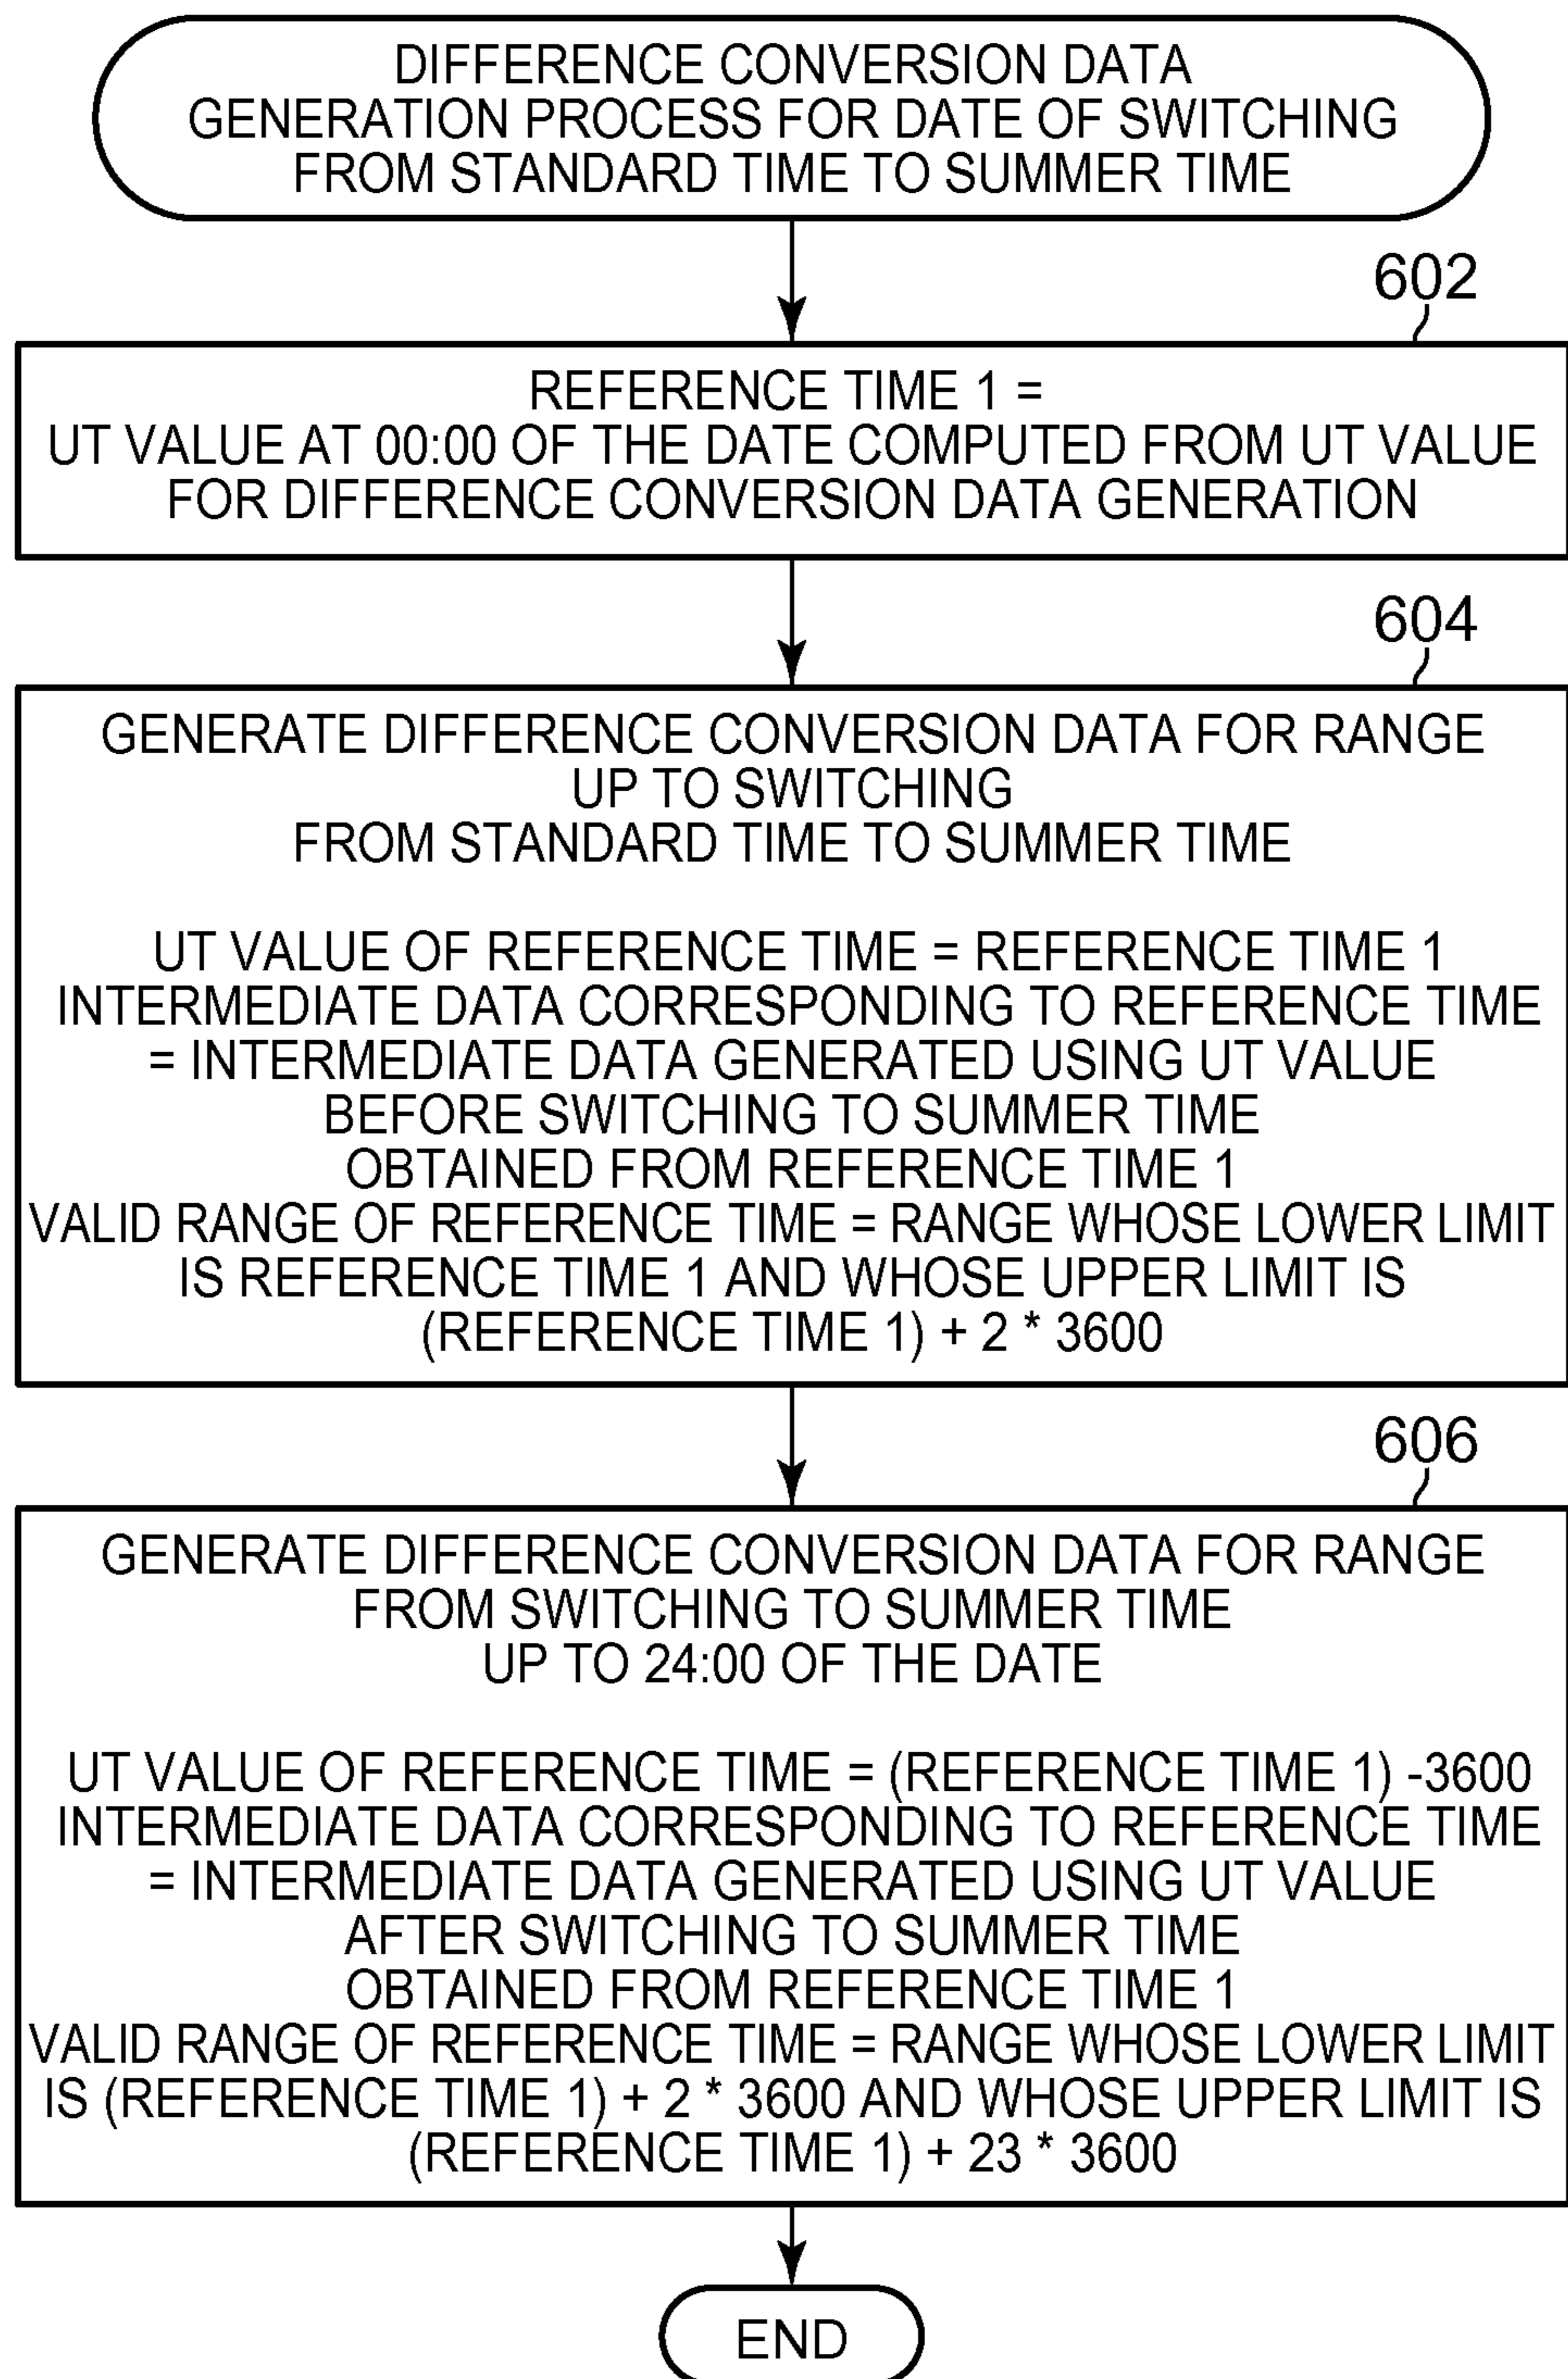 DIFFERENCE CONVERSION DATA
GENERATION PROCESS FOR DATE OF SWITCHING
FROM STANDARD TIME TO SUMMER TIME
602
REFERENCE TIME 1 =
UT VALUE AT 00:00 OF THE DATE COMPUTED FROM UT VALUE
FOR DIFFERENCE CONVERSION DATA GENERATION
604
GENERATE DIFFERENCE CONVERSION DATA FOR RANGE
UP TO SWITCHING
FROM STANDARD TIME TO SUMMER TIME
UT VALUE OF REFERENCE TIME = REFERENCE TIME 1
INTERMEDIATE DATA CORRESPONDING TO REFERENCE TIME
= INTERMEDIATE DATA GENERATED USING UT VALUE
BEFORE SWITCHING TO SUMMER TIME
OBTAINED FROM REFERENCE TIME 1
VALID RANGE OF REFERENCE TIME = RANGE WHOSE LOWER LIMIT
IS REFERENCE TIME 1 AND WHOSE UPPER LIMIT IS
(REFERENCE TIME 1) + 2 * 3600
606
GENERATE DIFFERENCE CONVERSION DATA FOR RANGE
FROM SWITCHING TO SUMMER TIME
UP TO 24:00 OF THE DATE
UT VALUE OF REFERENCE TIME = (REFERENCE TIME 1) -3600
INTERMEDIATE DATA CORRESPONDING TO REFERENCE TIME
= INTERMEDIATE DATA GENERATED USING UT VALUE
AFTER SWITCHING TO SUMMER TIME
OBTAINED FROM REFERENCE TIME 1
VALID RANGE OF REFERENCE TIME = RANGE WHOSE LOWER LIMIT
IS (REFERENCE TIME 1) + 2 * 3600 AND WHOSE UPPER LIMIT IS
(REFERENCE TIME 1) + 23 * 3600
END